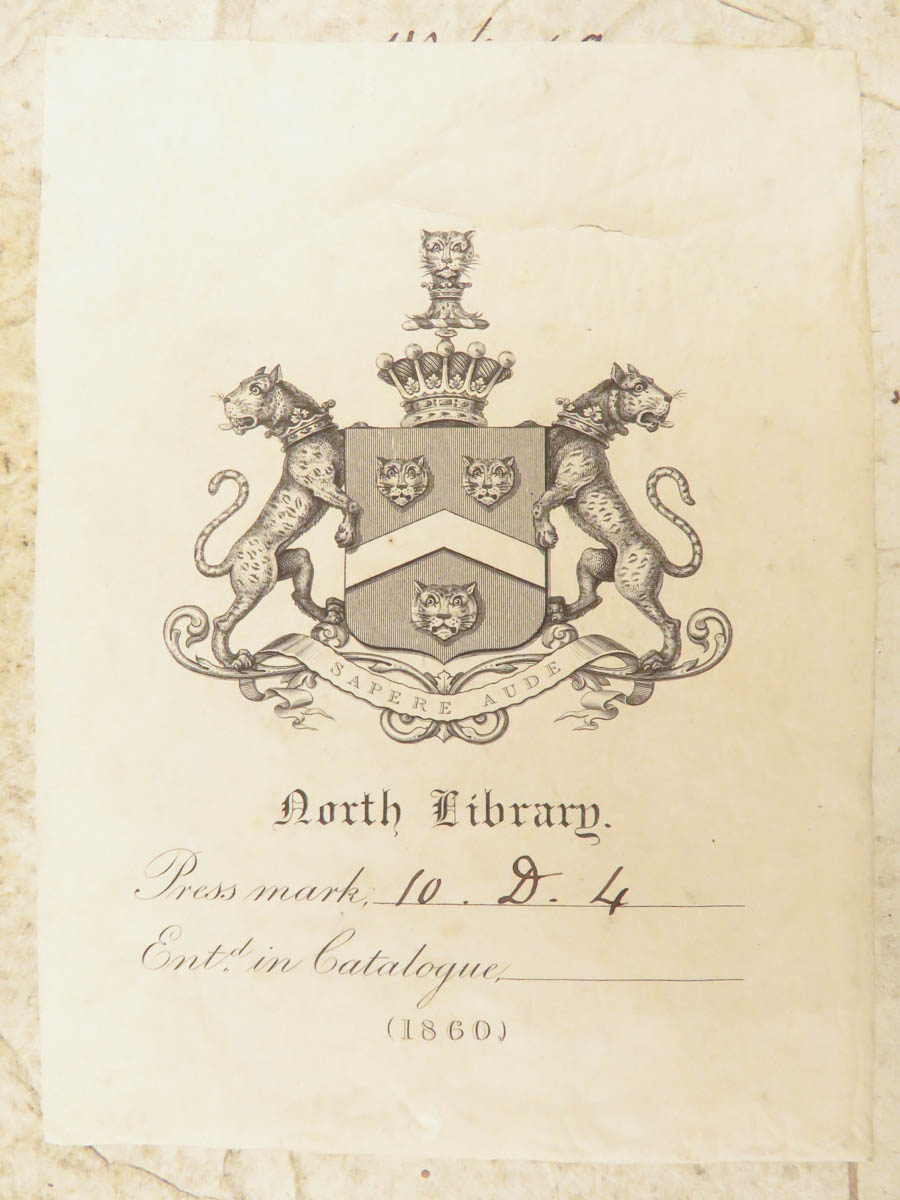 SAPERE AUDE
North Library.
Press mark, 10 . D. 4
Entd. in Catalogue,
(1860)